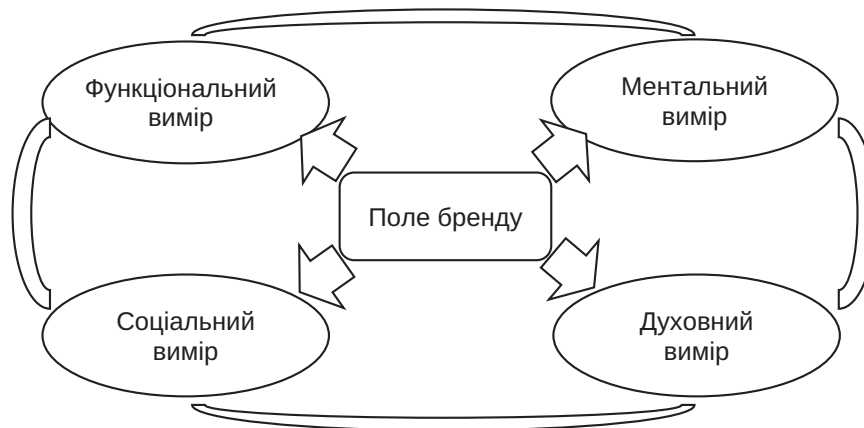 Функціональний
вимір
Ментальний
вимір
Поле бренду
Соціальний
вимір
Духовний
вимір